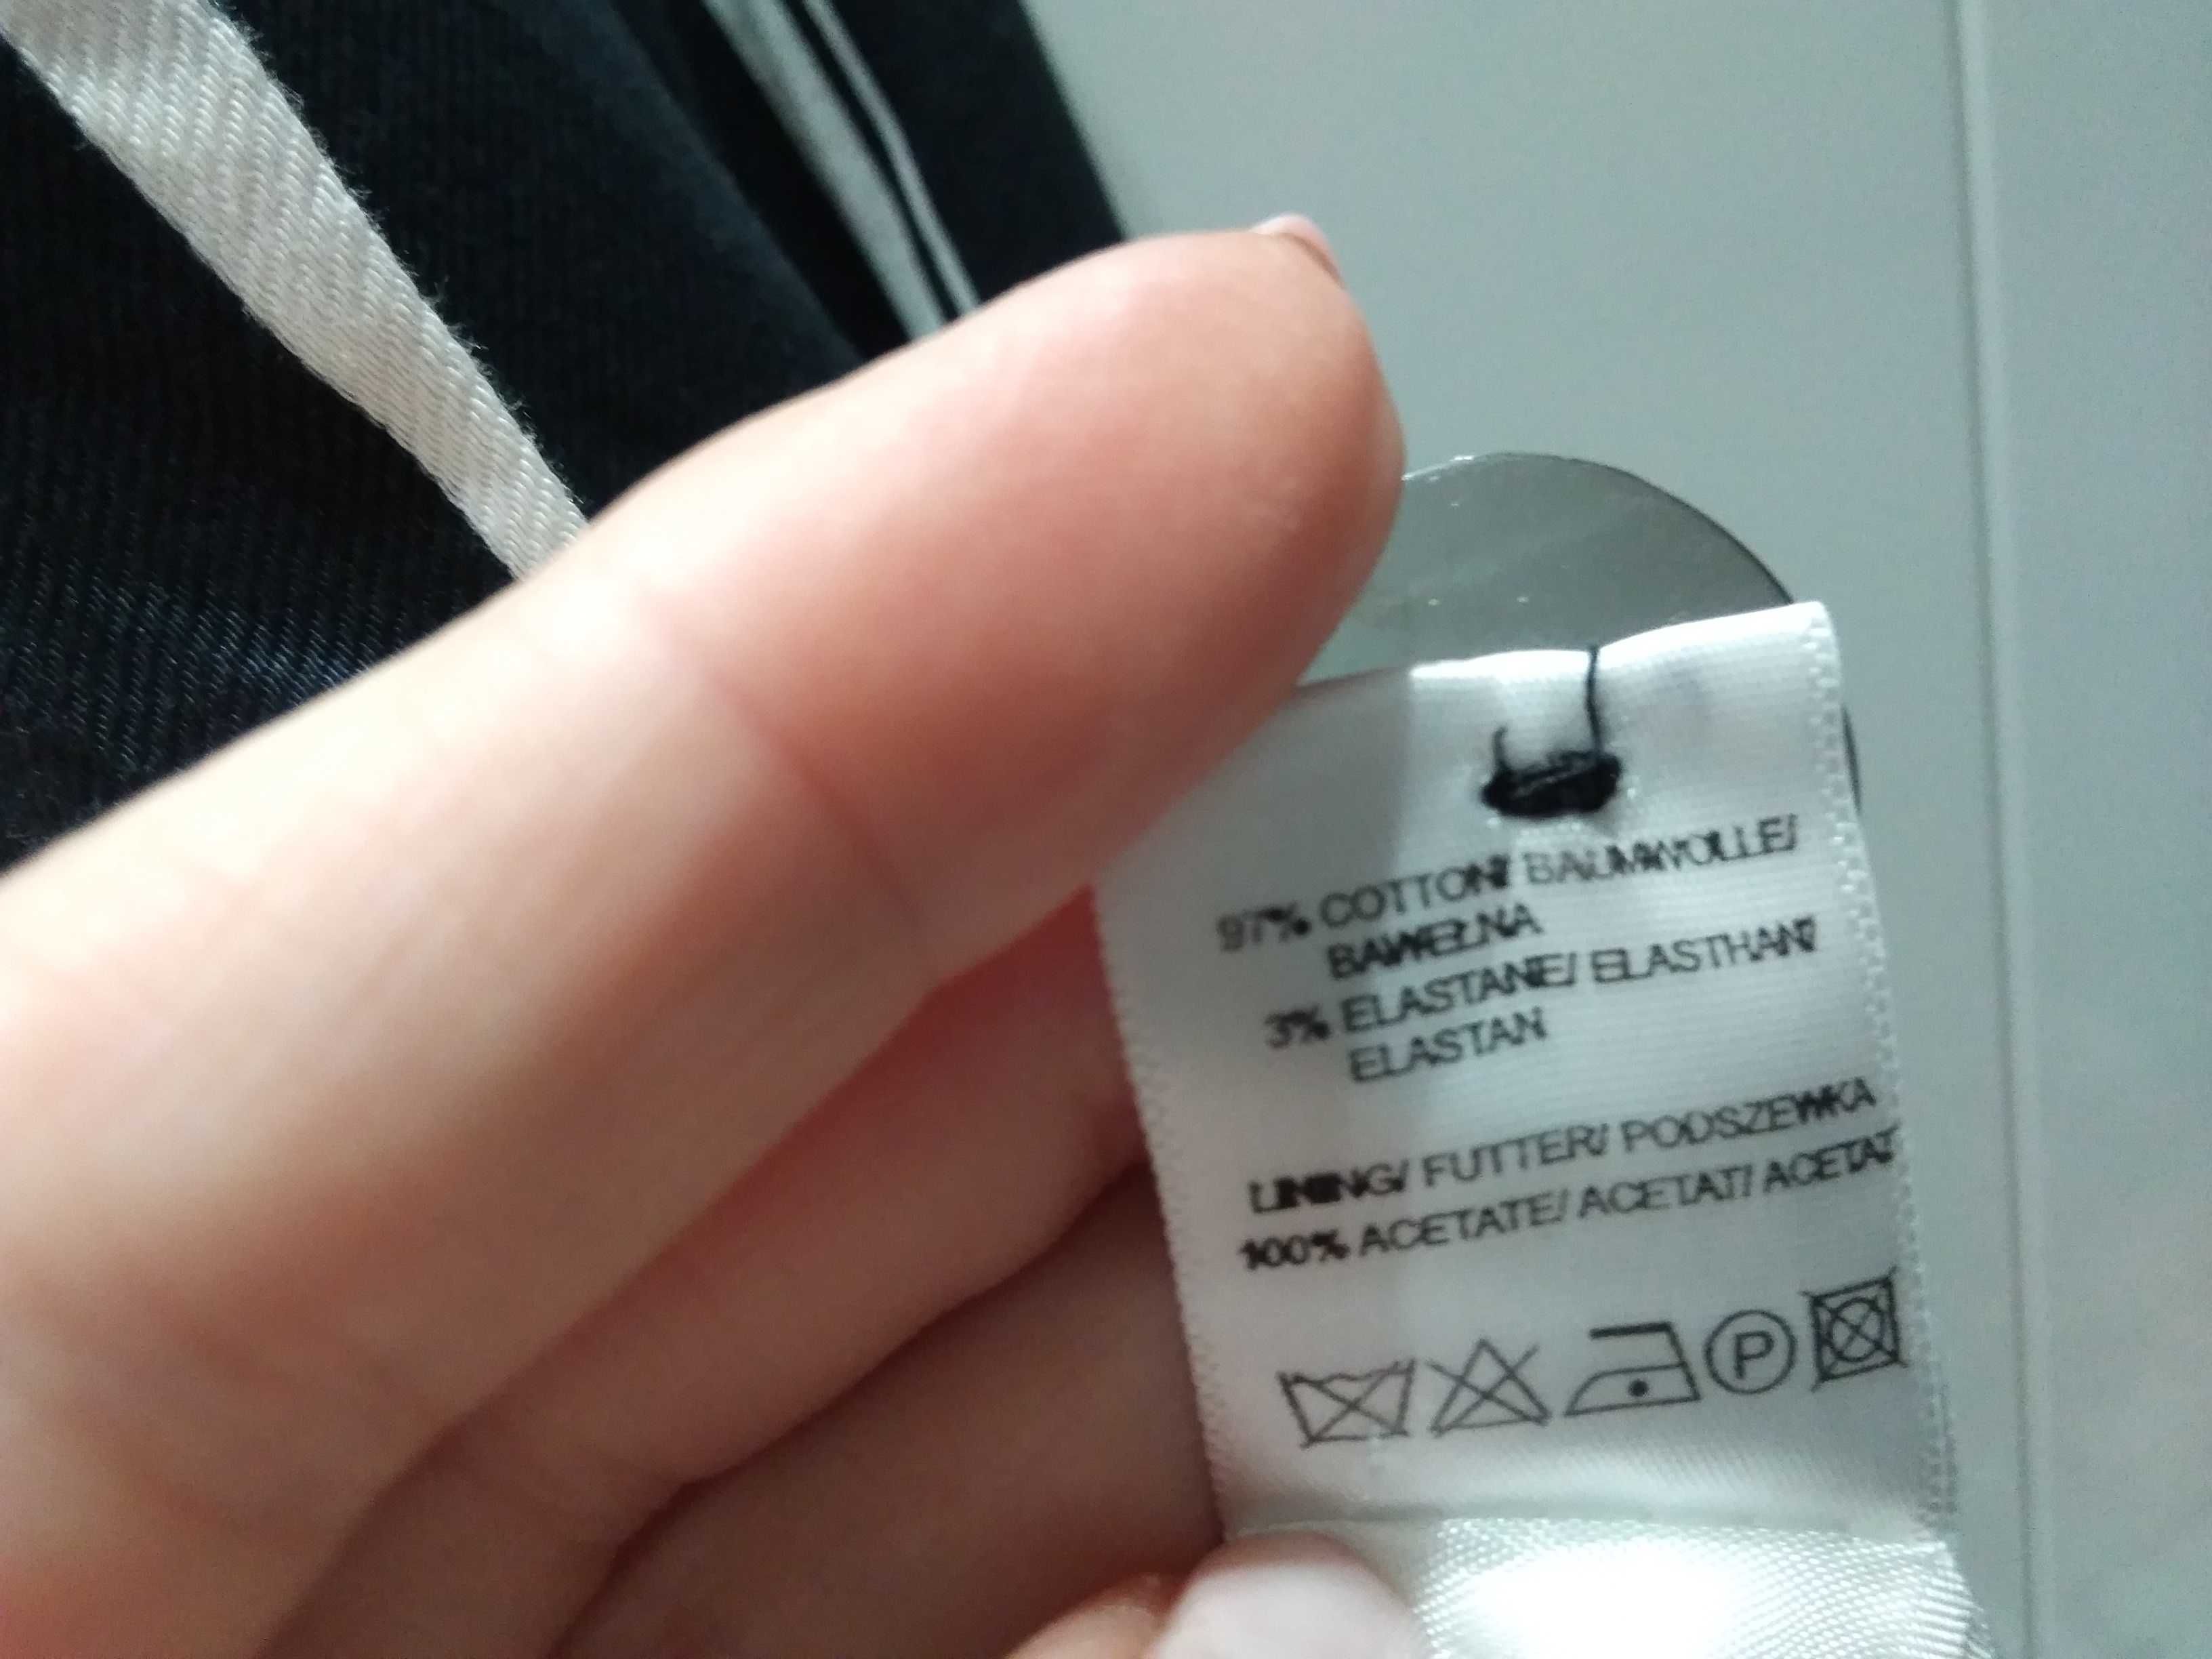 97% COTTON/ BAUMWOLLE/
BAWEŁNA
3% ELASTANE/ ELASTHAN/
ELASTAN
LINING/ FUTTER/ PODSZEWKA
100% ACETATE/ ACETAT/ ACETAT
P